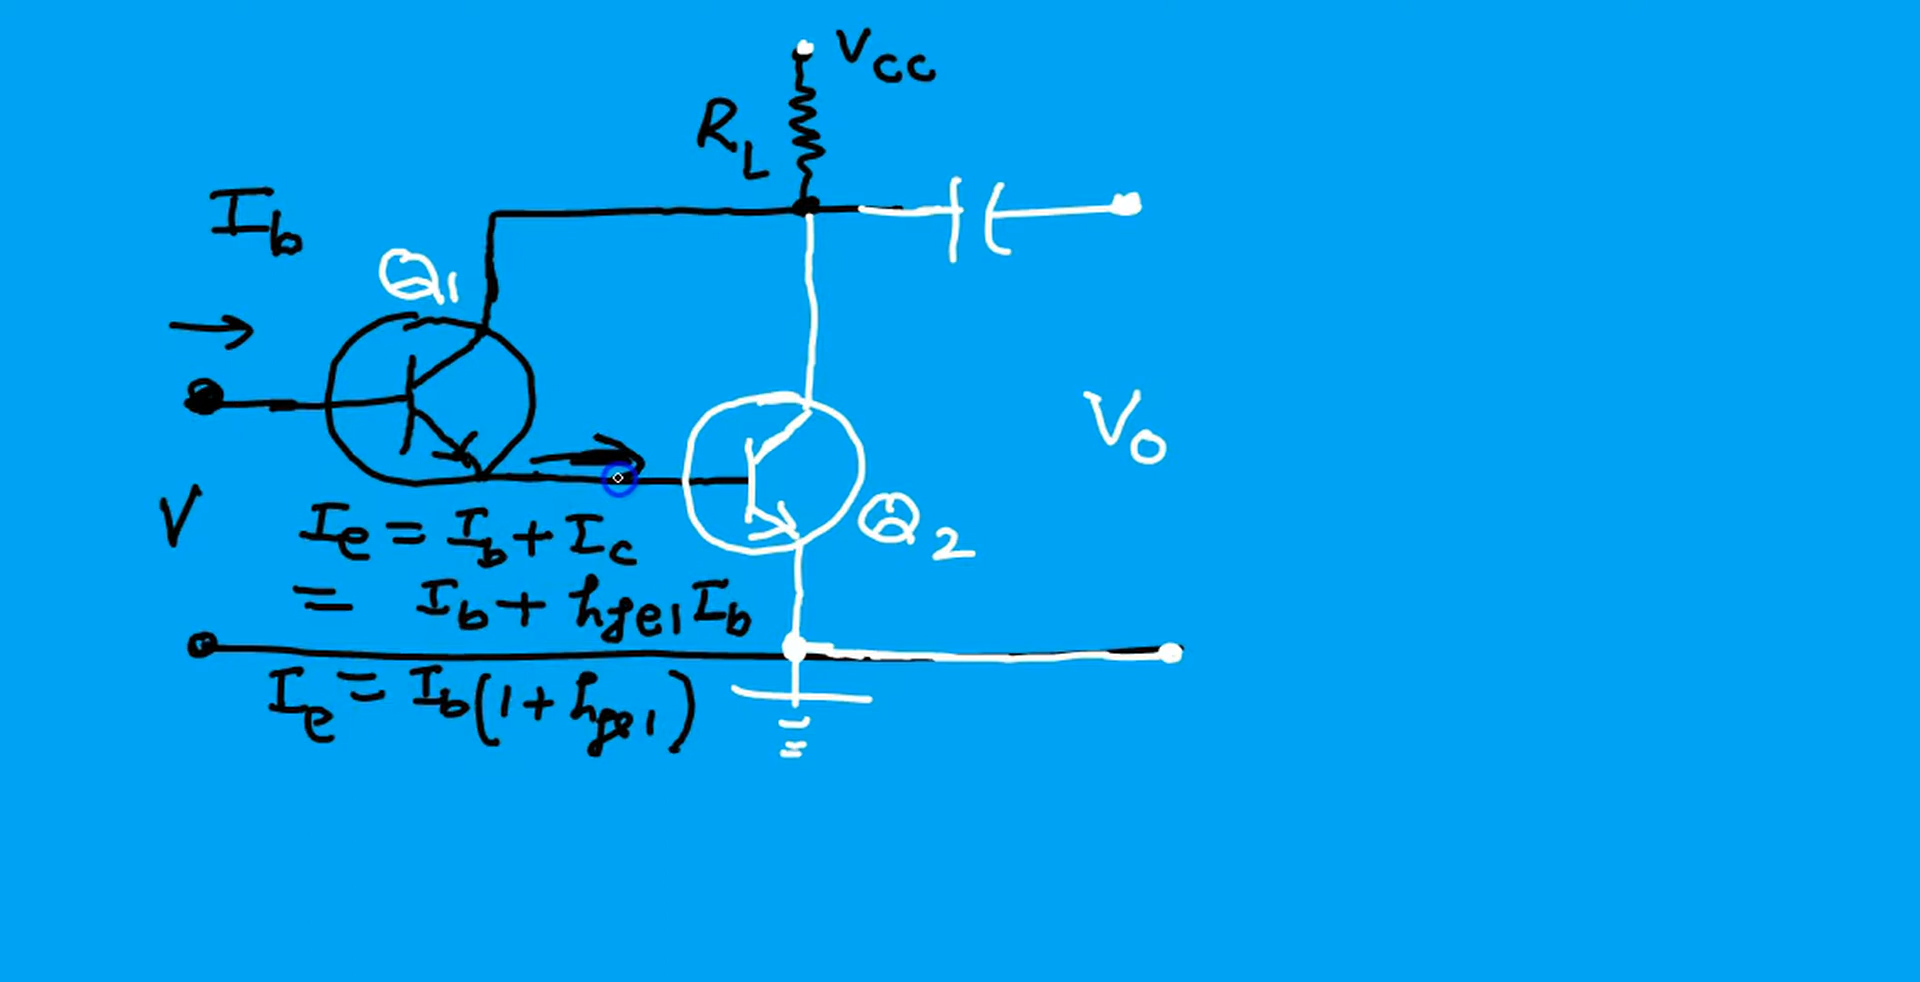 Vcc
RL
Ib
Q1
Vo
V
Q2
Ie = Ib + Ic
= Ib + hfe1 Ib
Ie = Ib (1 + hfe1)